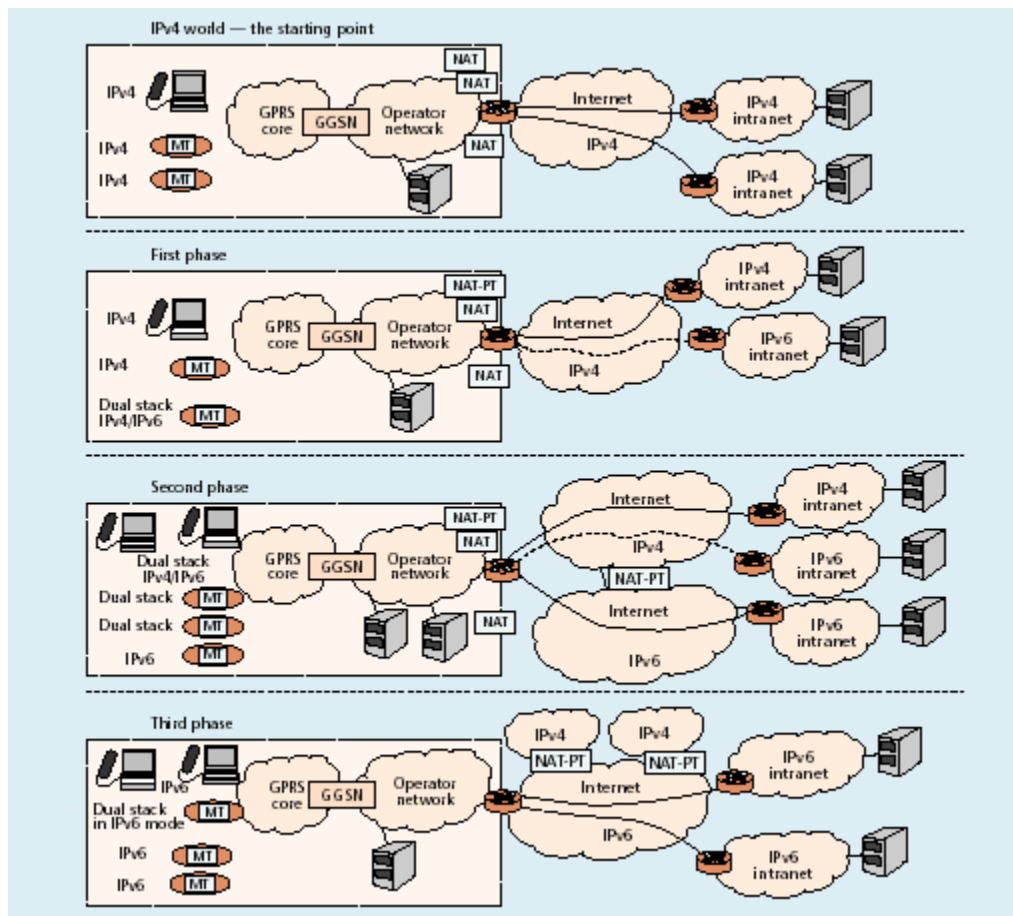 IPv4 world — the starting point
NAT
NAT
IPv4
GPRS
core
GGSN
Operator
network
Internet
IPv4
intranet
IPv4
MT
NAT
IPv4
IPv4
MT
IPv4
intranet
First phase
NAT-PT
NAT
IPv4
intranet
IPv4
GPRS
core
GGSN
Operator
network
Internet
IPv6
intranet
IPv4
MT
NAT
IPv4
Dual stack
IPv4/IPv6
MT
Second phase
NAT-PT
NAT
Internet
IPv4
intranet
Dual stack
IPv4/IPv6
GPRS
core
GGSN
Operator
network
IPv4
NAT-PT
IPv6
intranet
Dual stack
MT
Internet
Dual stack
MT
NAT
IPv6
intranet
IPv6
MT
IPv6
Third phase
IPv4
IPv4
NAT-PT
NAT-PT
IPv6
GPRS
core
GGSN
Operator
network
Internet
IPv6
intranet
Dual stack
in IPv6 mode
MT
IPv6
IPv6
MT
IPv6
intranet
IPv6
MT